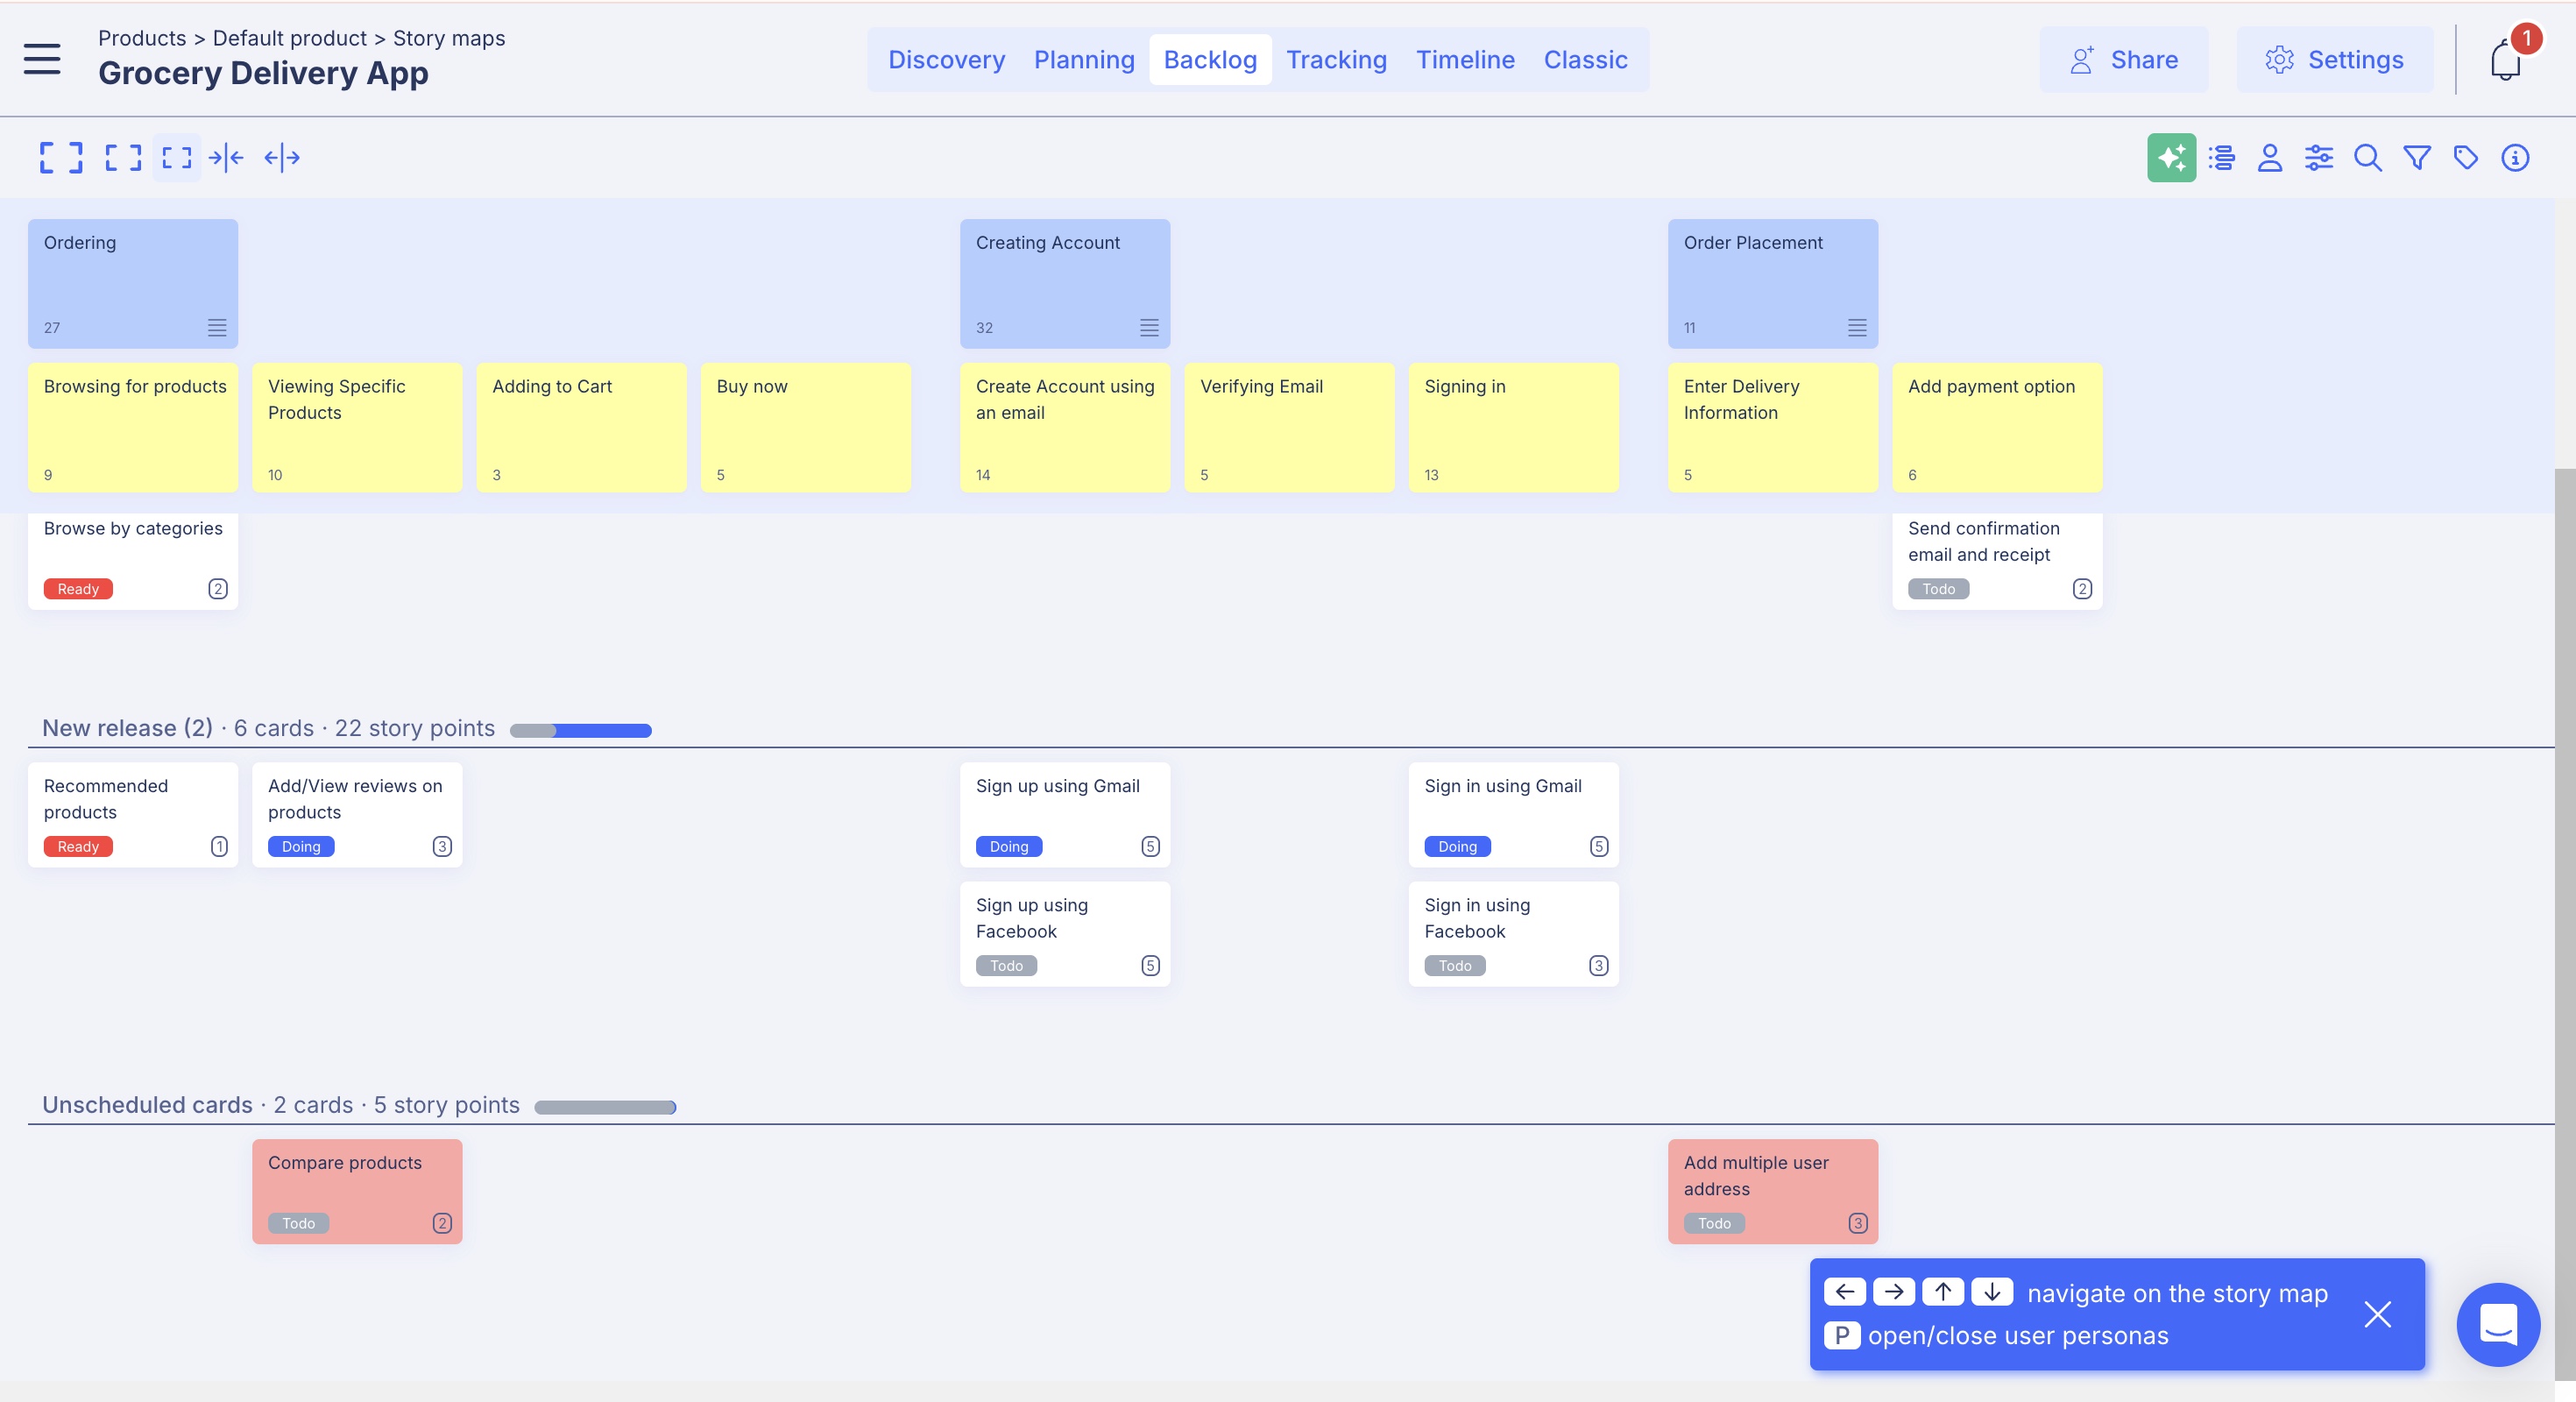 Products > Default product > Story maps
Grocery Delivery App
Discovery Planning Backlog Tracking Timeline Classic
Share
Settings
1
Ordering
27
Creating Account
32
Order Placement
11
Browsing for products
9
Viewing Specific
Products
10
Adding to Cart
3
Buy now
5
Create Account using
an email
14
Verifying Email
5
Signing in
13
Enter Delivery
Information
5
Add payment option
6
Browse by categories
Ready 2
Send confirmation
email and receipt
Todo 2
New release (2) · 6 cards · 22 story points
Recommended
products
Ready 1
Add/View reviews on
products
Doing 3
Sign up using Gmail
Doing 5
Sign in using Gmail
Doing 5
Sign up using
Facebook
Todo 5
Sign in using
Facebook
Todo 3
Unscheduled cards · 2 cards · 5 story points
Compare products
Todo 2
Add multiple user
address
Todo 3
← → ↑ ↓ navigate on the story map
P open/close user personas